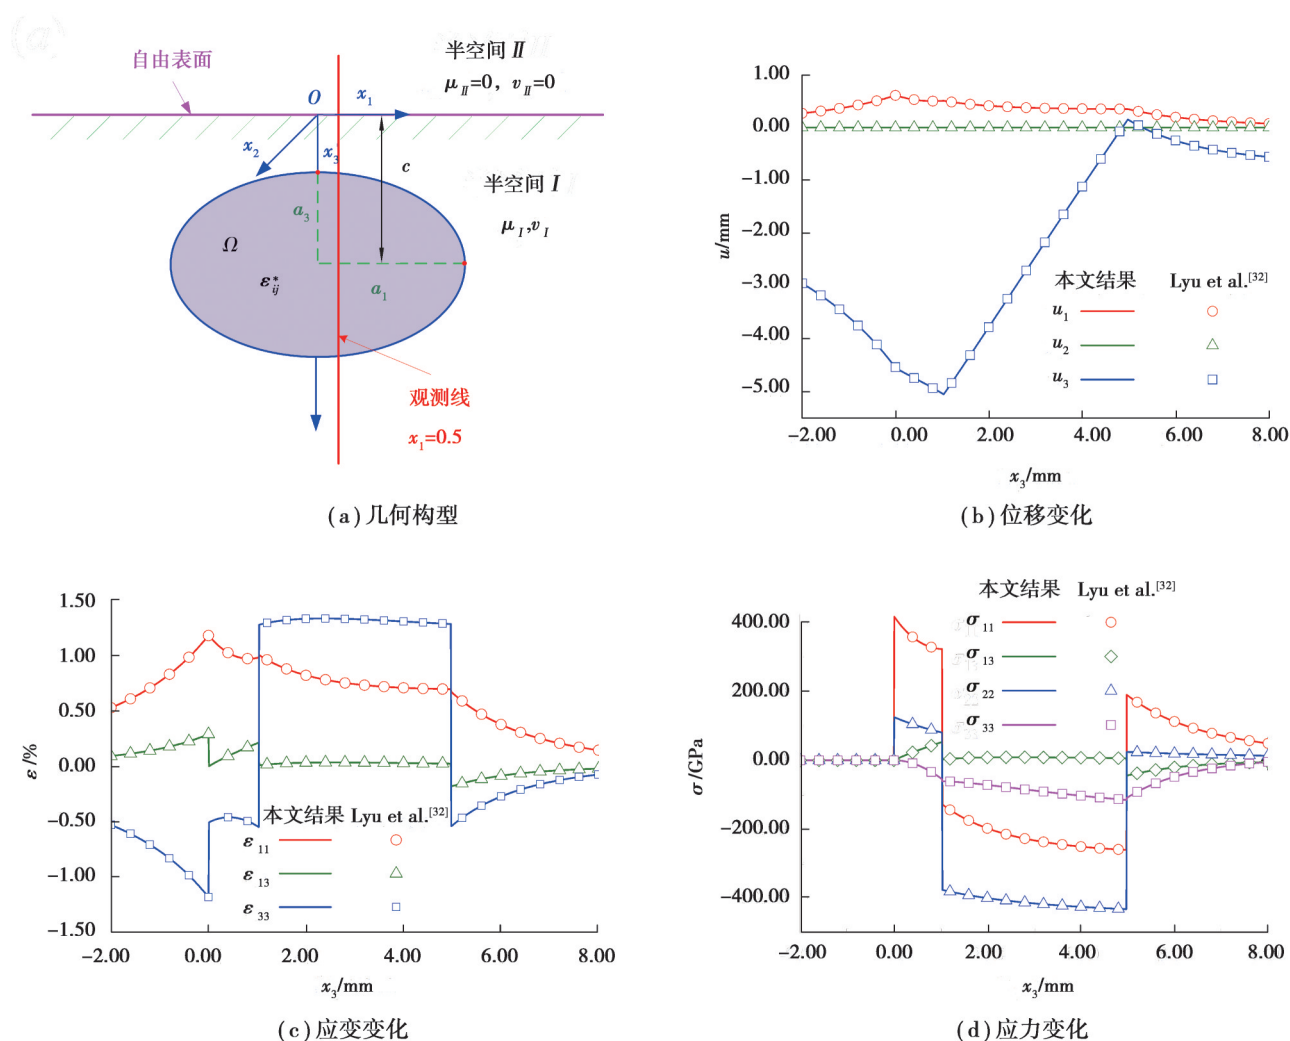 自由表面
半空间 II
μII=0, νII=0
O
x1
x2
x3
c
半空间 I
μI,νI
a3
Ω
ε*ij
a1
观测线
x1=0.5
(a)几何构型
1.00
0.00
-1.00
-2.00
-3.00
-4.00
-5.00
u/mm
本文结果 Lyu et al.[32]
u1
u2
u3
-2.00 0.00 2.00 4.00 6.00 8.00
x3/mm
(b)位移变化
1.50
1.00
0.50
0.00
-0.50
-1.00
-1.50
ε/%
本文结果 Lyu et al.[32]
ε11
ε13
ε33
-2.00 0.00 2.00 4.00 6.00 8.00
x3/mm
(c)应变变化
本文结果 Lyu et al.[32]
σ11
σ13
σ22
σ33
400.00
200.00
0.00
-200.00
-400.00
σ/GPa
-2.00 0.00 2.00 4.00 6.00 8.00
x3/mm
(d)应力变化